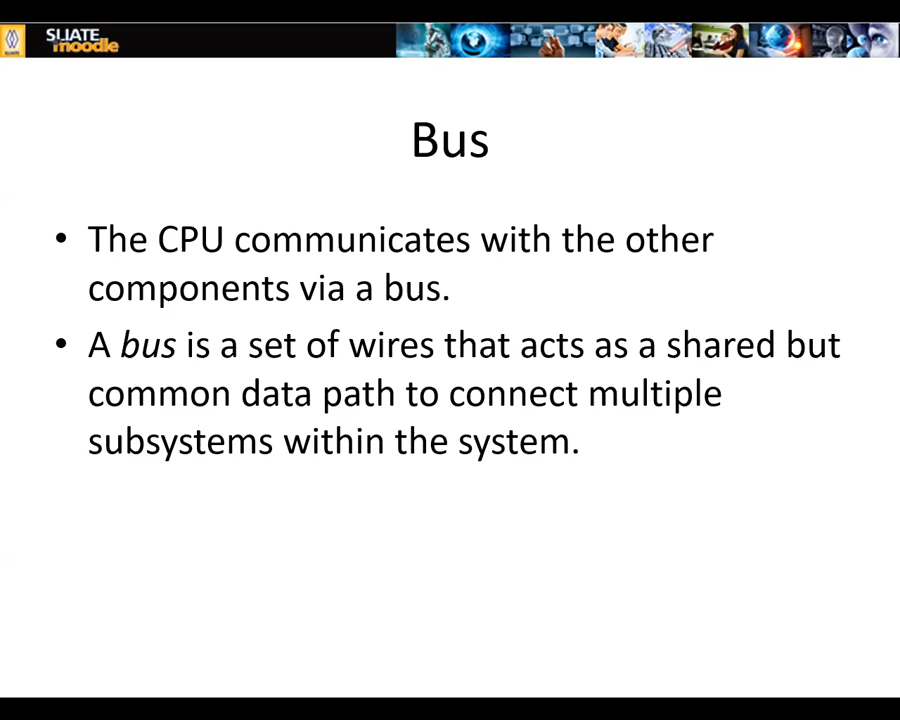 SLIATE
moodle
Bus
• The CPU communicates with the other
components via a bus.
• A bus is a set of wires that acts as a shared but
common data path to connect multiple
subsystems within the system.